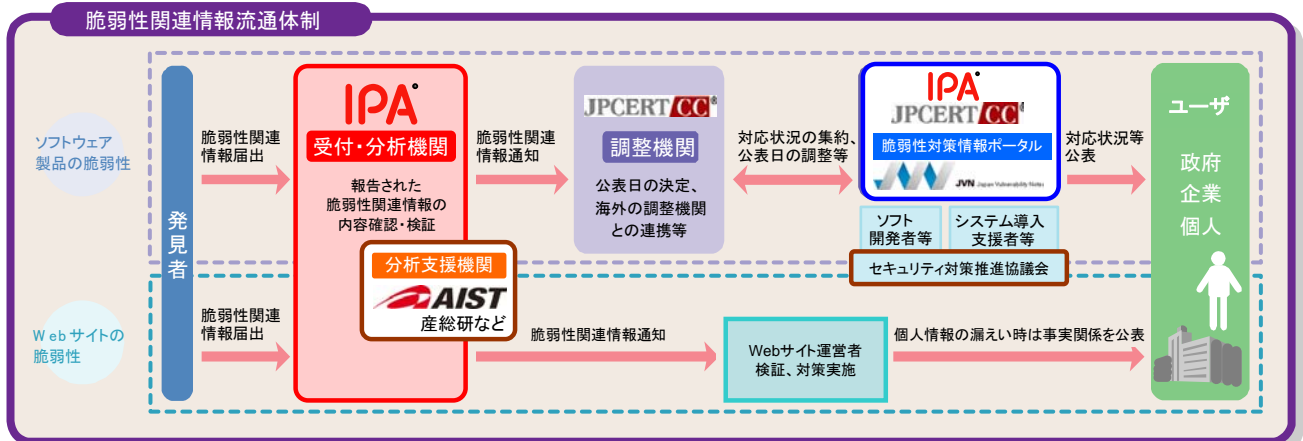 脆弱性関連情報流通体制
ソフトウェア
製品の脆弱性
発見者
脆弱性関連
情報届出
IPA
受付・分析機関
報告された
脆弱性関連情報の
内容確認・検証
分析支援機関
AIST
産総研など
脆弱性関連
情報通知
JPCERT CC®
調整機関
公表日の決定、
海外の調整機関
との連携等
対応状況の集約、
公表日の調整等
IPA
JPCERT CC®
脆弱性対策情報ポータル
JVN Japan Vulnerability Notes
ソフト
開発者等
システム導入
支援者等
セキュリティ対策推進協議会
対応状況等
公表
ユーザ
政府
企業
個人
Webサイトの
脆弱性
脆弱性関連
情報届出
脆弱性関連情報通知
Webサイト運営者
検証、対策実施
個人情報の漏えい時は事実関係を公表